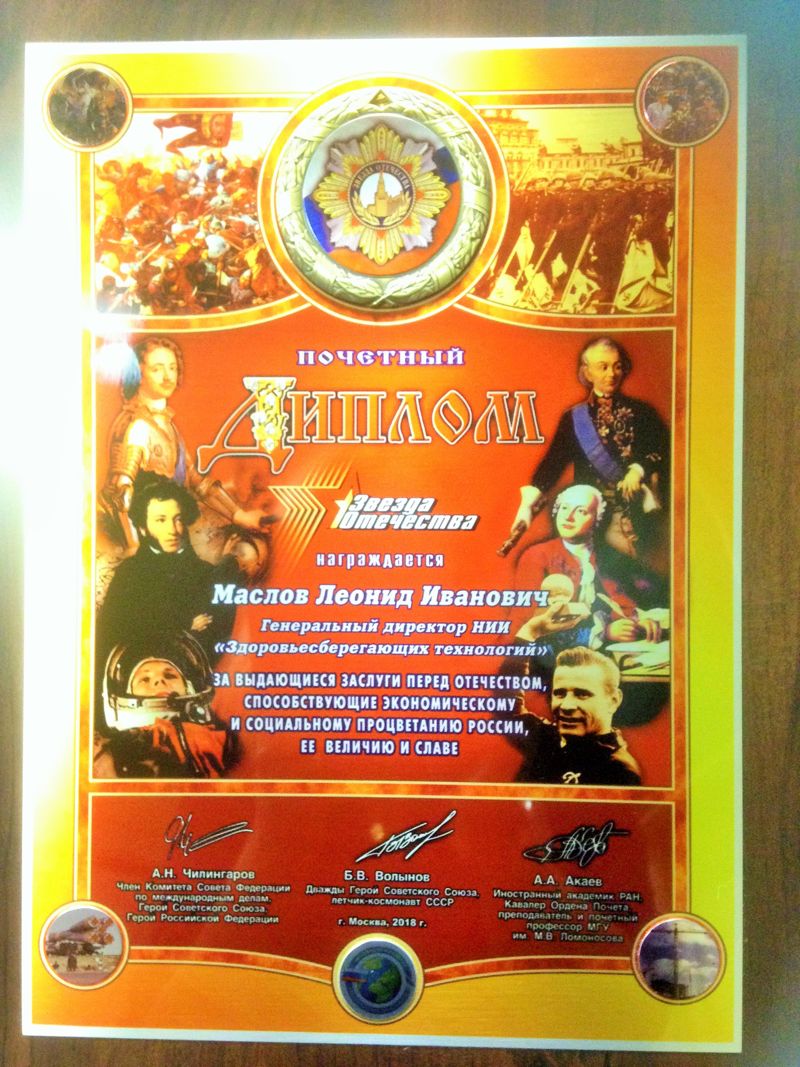 ЗВЕЗДА ОТЕЧЕСТВА
ПОЧЕТНЫЙ
ДИПЛОМ
Звезда
Отечества
награждается
Маслов Леонид Иванович
Генеральный директор НИИ
«Здоровьесберегающих технологий»
ЗА ВЫДАЮЩИЕСЯ ЗАСЛУГИ ПЕРЕД ОТЕЧЕСТВОМ,
СПОСОБСТВУЮЩИЕ ЭКОНОМИЧЕСКОМУ
И СОЦИАЛЬНОМУ ПРОЦВЕТАНИЮ РОССИИ,
ЕЕ ВЕЛИЧИЮ И СЛАВЕ
А.Н. Чилингаров
Член Комитета Совета Федерации
по международным делам,
Герой Советского Союза,
Герой Российской Федерации
Б.В. Волынов
Дважды Герой Советского Союза,
летчик-космонавт СССР
г. Москва, 2018 г.
А.А. Акаев
Иностранный академик РАН,
Кавалер Ордена Почета,
преподаватель и почетный
профессор МГУ
им. М.В. Ломоносова